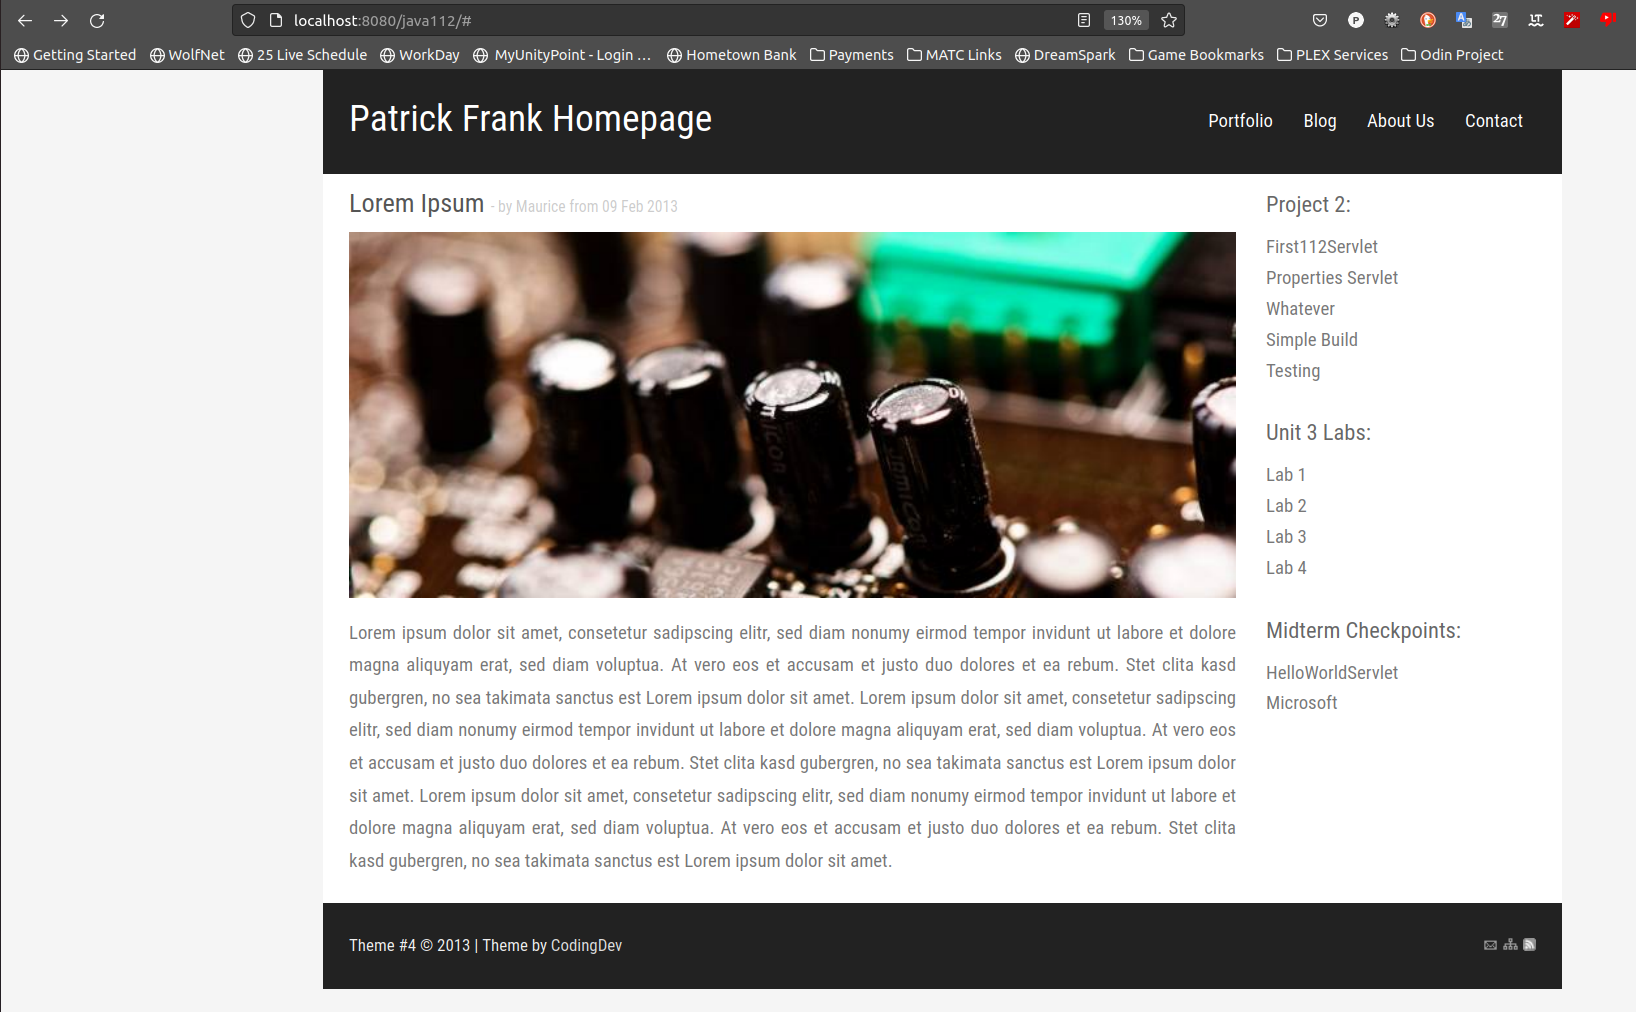 localhost:8080/java112/#
130%
Getting Started WolfNet 25 Live Schedule WorkDay MyUnityPoint - Login ... Hometown Bank Payments MATC Links DreamSpark Game Bookmarks PLEX Services Odin Project
Patrick Frank Homepage
Portfolio Blog About Us Contact
Lorem Ipsum - by Maurice from 09 Feb 2013
Lorem ipsum dolor sit amet, consetetur sadipscing elitr, sed diam nonumy eirmod tempor invidunt ut labore et dolore
magna aliquyam erat, sed diam voluptua. At vero eos et accusam et justo duo dolores et ea rebum. Stet clita kasd
gubergren, no sea takimata sanctus est Lorem ipsum dolor sit amet. Lorem ipsum dolor sit amet, consetetur sadipscing
elitr, sed diam nonumy eirmod tempor invidunt ut labore et dolore magna aliquyam erat, sed diam voluptua. At vero eos
et accusam et justo duo dolores et ea rebum. Stet clita kasd gubergren, no sea takimata sanctus est Lorem ipsum dolor
sit amet. Lorem ipsum dolor sit amet, consetetur sadipscing elitr, sed diam nonumy eirmod tempor invidunt ut labore et
dolore magna aliquyam erat, sed diam voluptua. At vero eos et accusam et justo duo dolores et ea rebum. Stet clita
kasd gubergren, no sea takimata sanctus est Lorem ipsum dolor sit amet.
Project 2:
First112Servlet
Properties Servlet
Whatever
Simple Build
Testing
Unit 3 Labs:
Lab 1
Lab 2
Lab 3
Lab 4
Midterm Checkpoints:
HelloWorldServlet
Microsoft
Theme #4 © 2013 | Theme by CodingDev